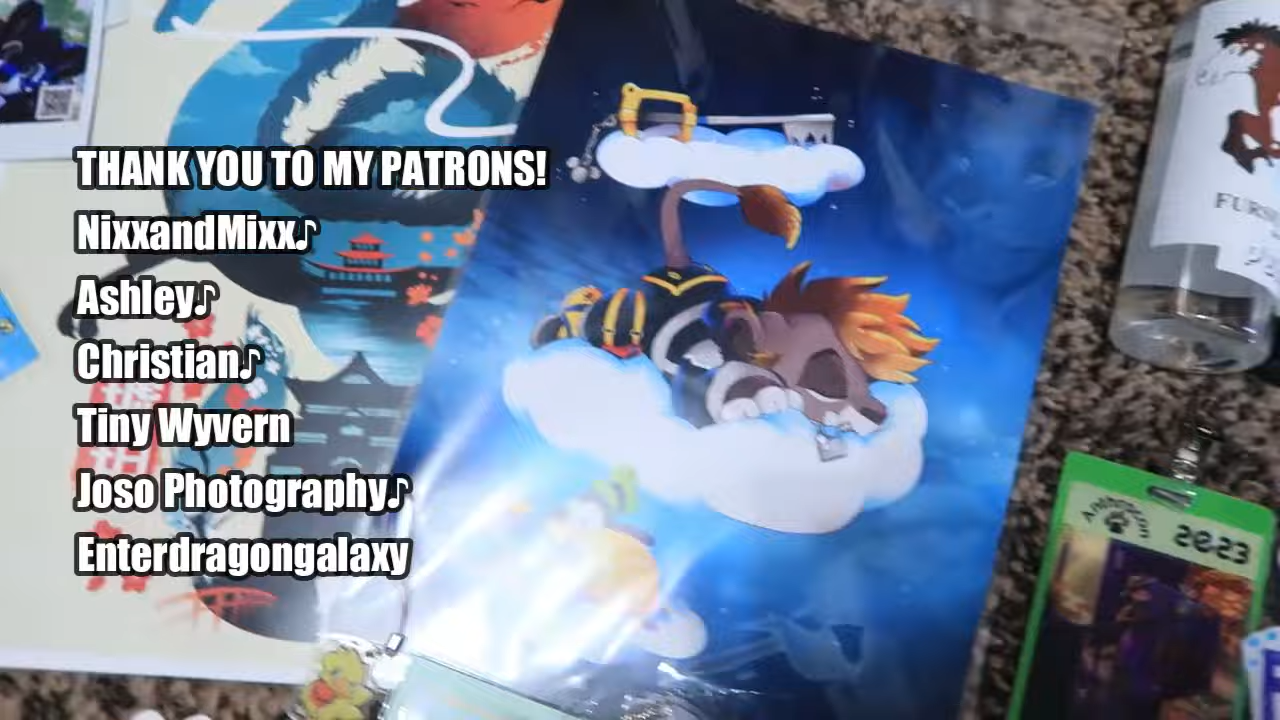 THANK YOU TO MY PATRONS!
NixxandMixx♪
Ashley♪
Christian♪
Tiny Wyvern
Joso Photography♪
Enterdragongalaxy
2023